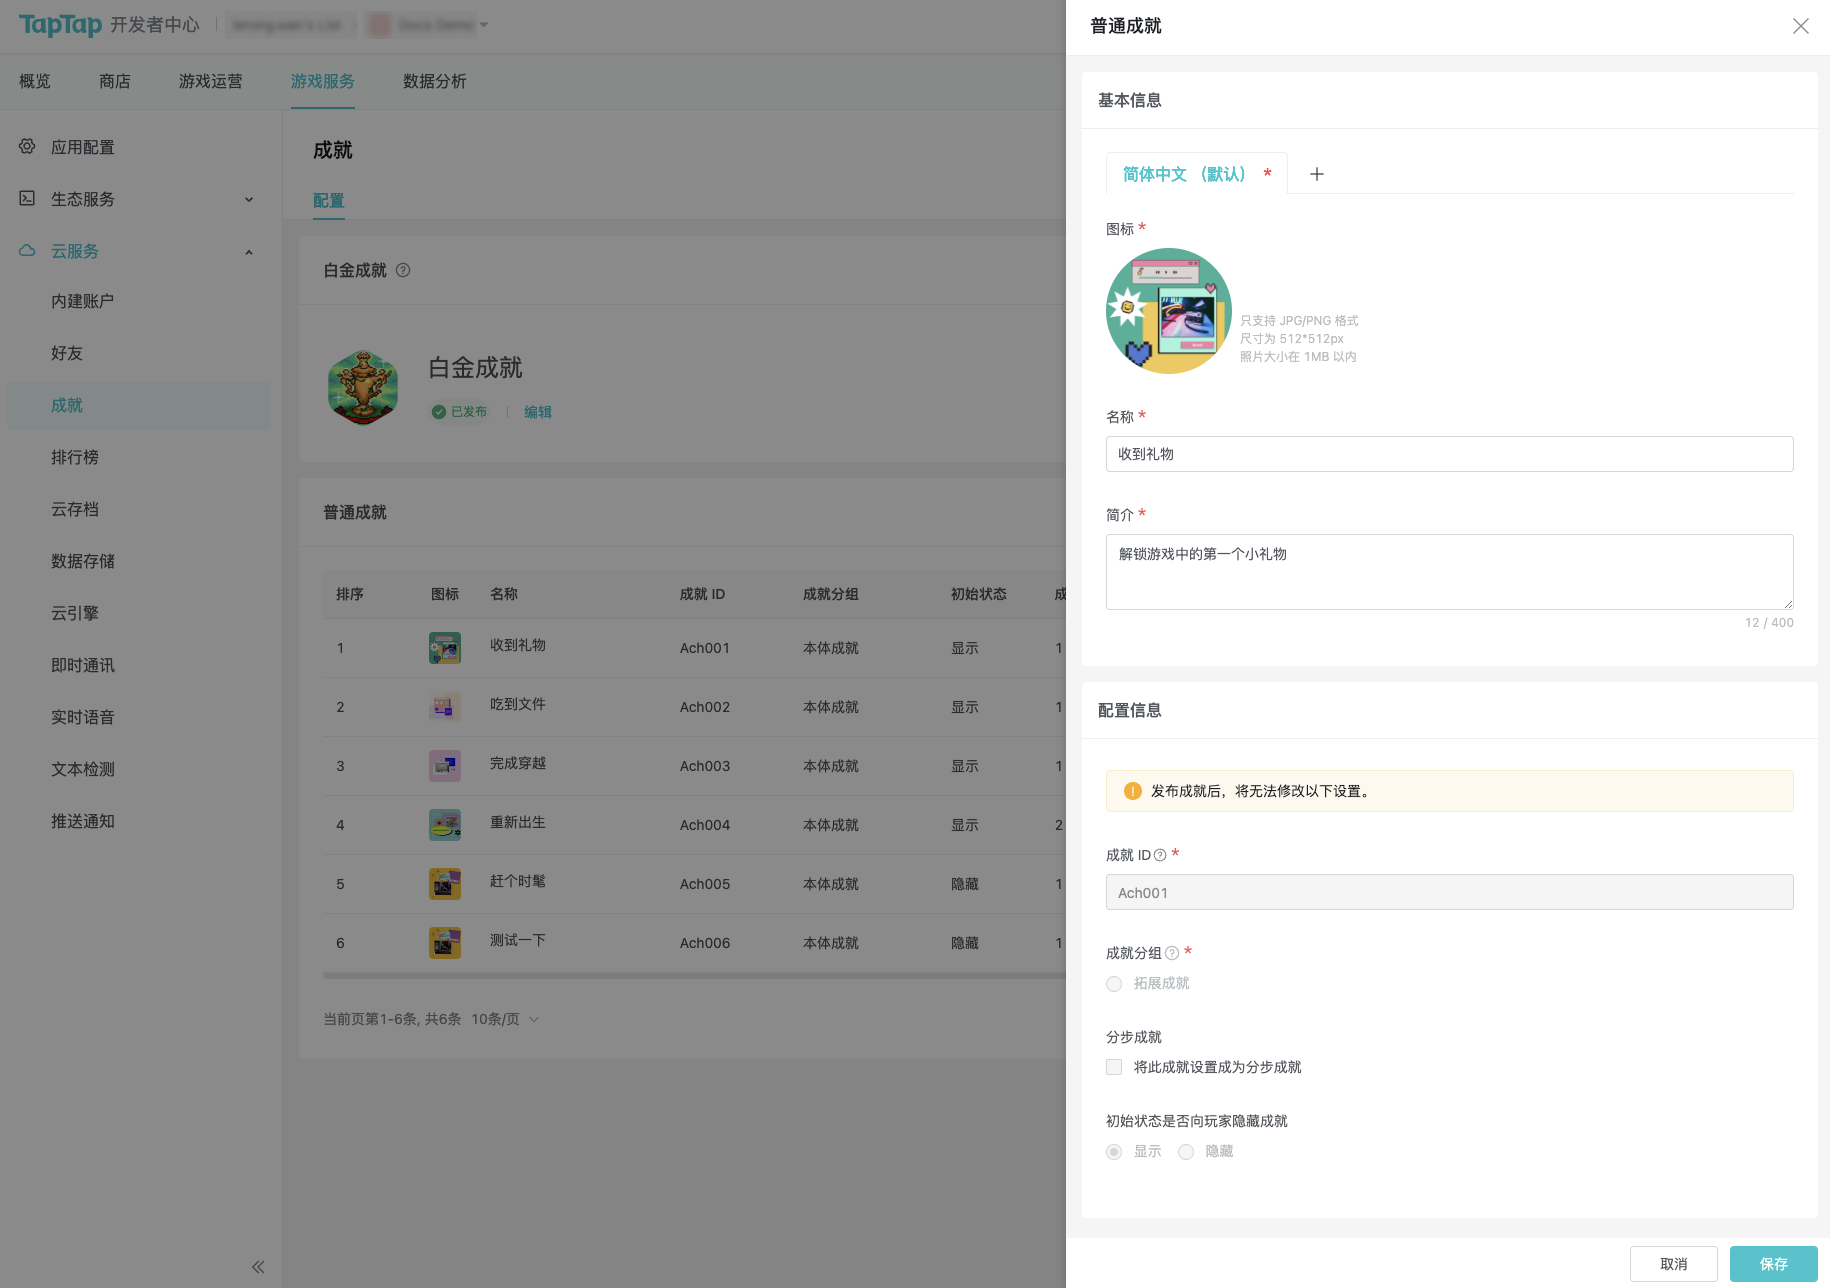 TapTap 开发者中心
概览
商店
游戏运营
游戏服务
数据分析
应用配置
生态服务
云服务
内建账户
好友
成就
排行榜
云存档
数据存储
云引擎
即时通讯
实时语音
文本检测
推送通知
成就
配置
白金成就
白金成就
已发布
编辑
普通成就
排序 图标 名称 成就 ID 成就分组 初始状态 成
1 收到礼物 Ach001 本体成就 显示 1
2 吃到文件 Ach002 本体成就 显示 1
3 完成穿越 Ach003 本体成就 显示 1
4 重新出生 Ach004 本体成就 显示 2
5 赶个时髦 Ach005 本体成就 隐藏 1
6 测试一下 Ach006 本体成就 隐藏 1
当前页第1-6条, 共6条 10条/页
普通成就
基本信息
简体中文 （默认） *
图标 *
只支持 JPG/PNG 格式
尺寸为 512*512px
照片大小在 1MB 以内
名称 *
收到礼物
简介 *
解锁游戏中的第一个小礼物
12 / 400
配置信息
发布成就后，将无法修改以下设置。
成就 ID *
Ach001
成就分组 *
拓展成就
分步成就
将此成就设置成为分步成就
初始状态是否向玩家隐藏成就
显示 隐藏
取消
保存